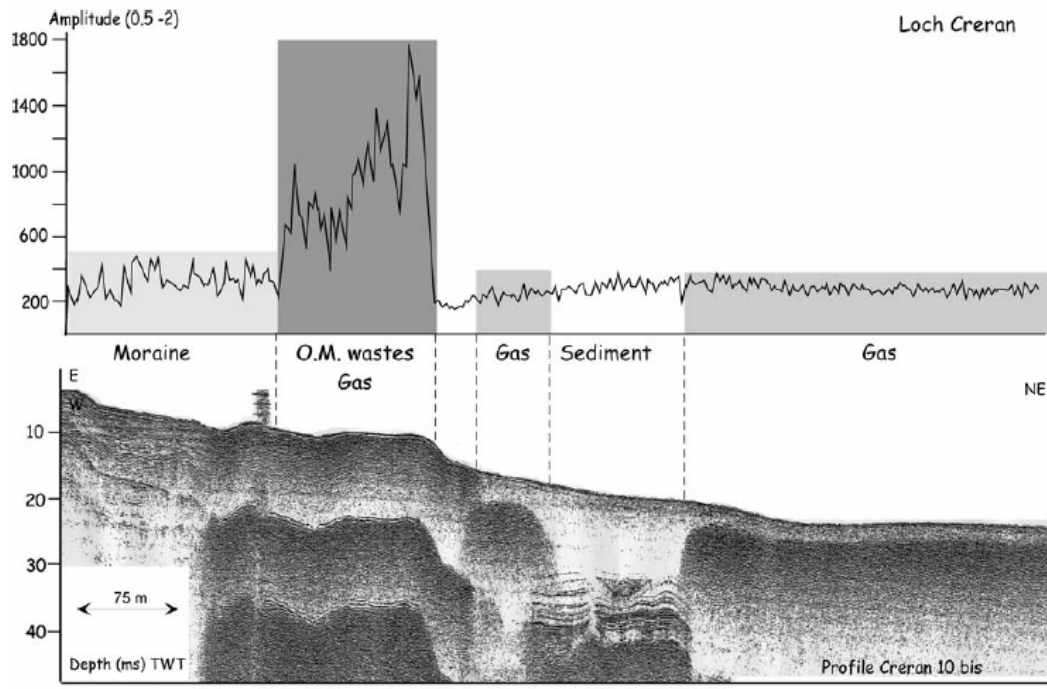 Amplitude (0.5 -2)
Loch Creran
1800
1400
1000
600
200
Moraine
O.M. wastes
Gas
Gas
Sediment
Gas
E
W
NE
10
20
30
40
75 m
Depth (ms) TWT
Profile Creran 10 bis